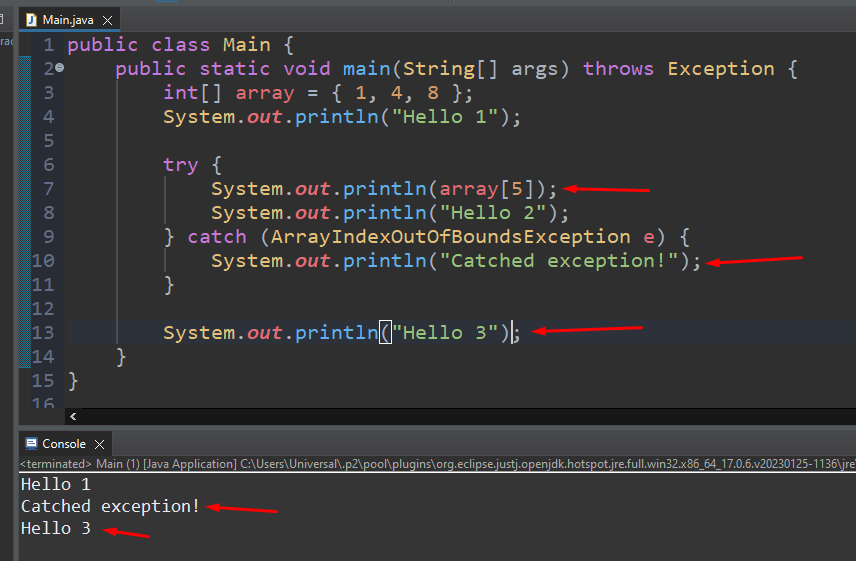 Main.java
rac
1 public class Main {
2 public static void main(String[] args) throws Exception {
3 int[] array = { 1, 4, 8 };
4 System.out.println("Hello 1");
5
6 try {
7 System.out.println(array[5]);
8 System.out.println("Hello 2");
9 } catch (ArrayIndexOutOfBoundsException e) {
10 System.out.println("Catched exception!");
11 }
12
13 System.out.println("Hello 3");
14 }
15 }
16
Console
<terminated> Main (1) [Java Application] C:\Users\Universal\.p2\pool\plugins\org.eclipse.justj.openjdk.hotspot.jre.full.win32.x86_64_17.0.6.v20230125-1136\jre\
Hello 1
Catched exception!
Hello 3